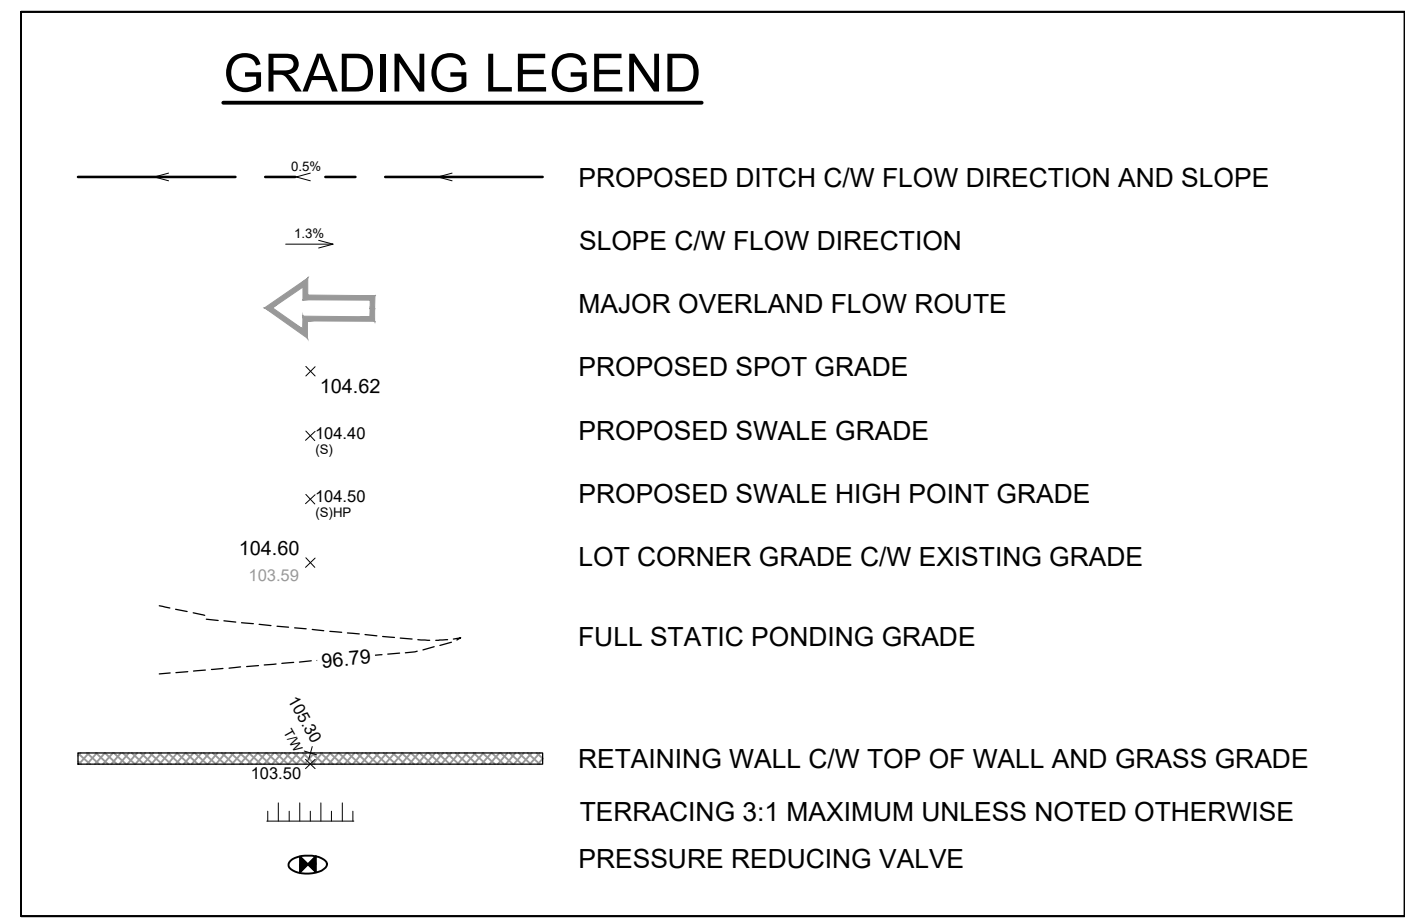 GRADING LEGEND
0.5%
PROPOSED DITCH C/W FLOW DIRECTION AND SLOPE
1.3%
SLOPE C/W FLOW DIRECTION
MAJOR OVERLAND FLOW ROUTE
PROPOSED SPOT GRADE
104.62
104.40
(S)
PROPOSED SWALE GRADE
104.50
(S)HP
PROPOSED SWALE HIGH POINT GRADE
104.60
103.59
LOT CORNER GRADE C/W EXISTING GRADE
FULL STATIC PONDING GRADE
96.79
105.30
T/W
103.50
RETAINING WALL C/W TOP OF WALL AND GRASS GRADE
TERRACING 3:1 MAXIMUM UNLESS NOTED OTHERWISE
PRESSURE REDUCING VALVE